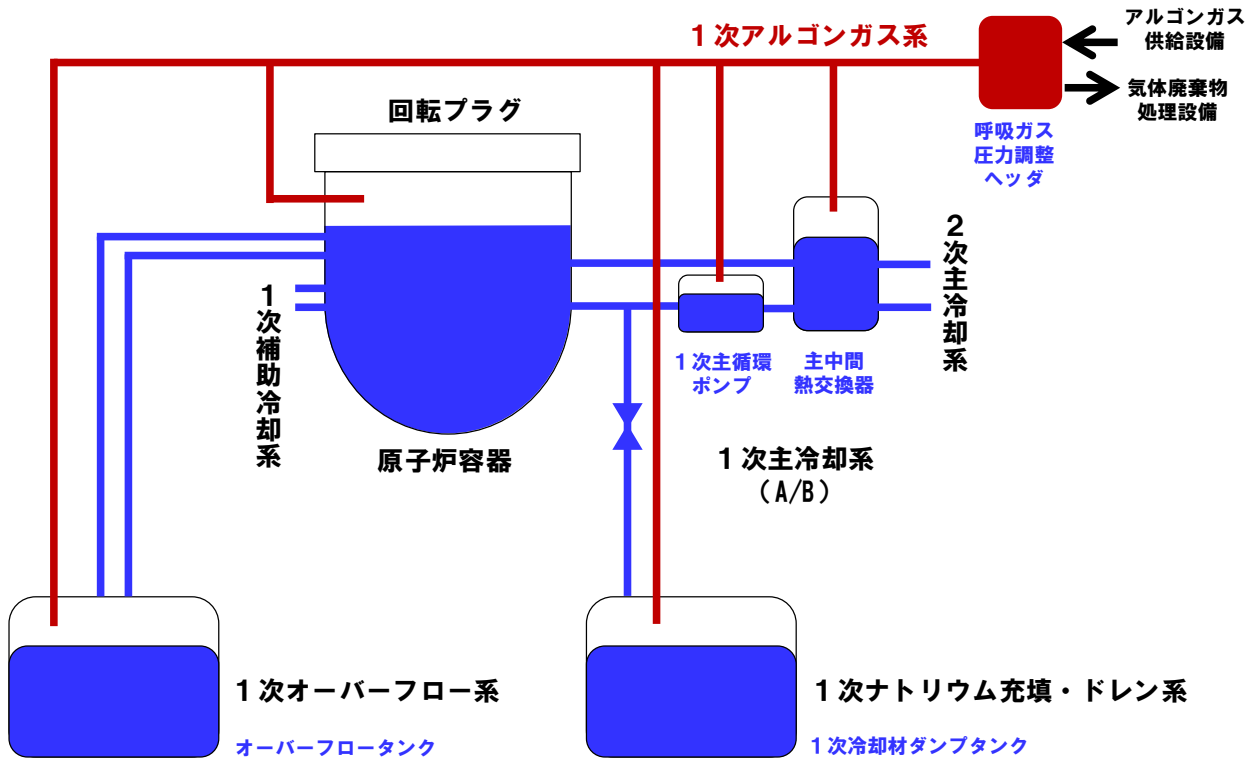 1次アルゴンガス系
アルゴンガス
供給設備
気体廃棄物
処理設備
呼吸ガス
圧力調整
ヘッダ
回転プラグ
1次補助冷却系
原子炉容器
1次主循環
ポンプ
主中間
熱交換器
2次主冷却系
1次主冷却系
(A/B)
1次オーバーフロー系
オーバーフロータンク
1次ナトリウム充填・ドレン系
1次冷却材ダンプタンク